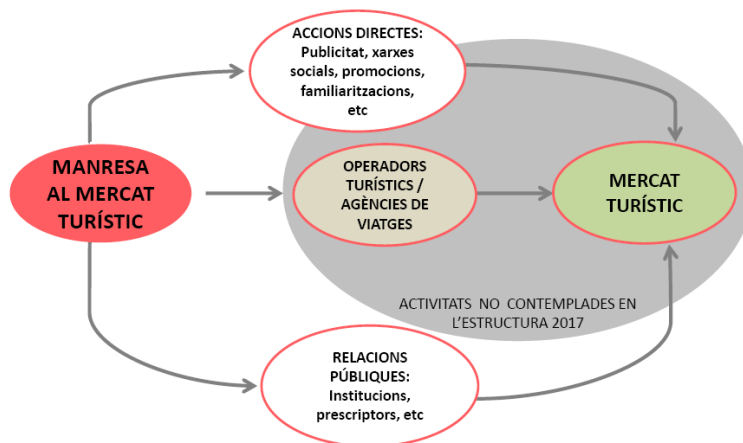 ACCIONS DIRECTES:
Publicitat, xarxes
socials, promocions,
familiaritzacions,
etc
MANRESA
AL MERCAT
TURÍSTIC
OPERADORS
TURÍSTICS /
AGÈNCIES DE
VIATGES
MERCAT
TURÍSTIC
ACTIVITATS NO CONTEMPLADES EN
L'ESTRUCTURA 2017
RELACIONS
PÚBLIQUES:
Institucions,
prescriptors, etc